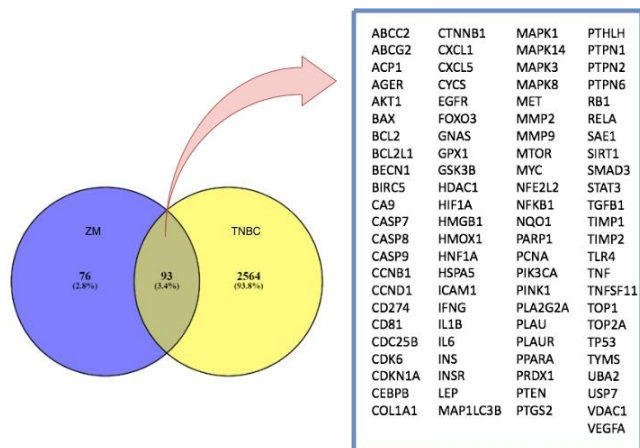 ZM
TNBC
76
(2.8%)
93
(3.4%)
2564
(93.8%)
ABCC2 CTNNB1 MAPK1 PTHLH
ABCG2 CXCL1 MAPK14 PTPN1
ACP1 CXCL5 MAPK3 PTPN2
AGER CYCS MAPK8 PTPN6
AKT1 EGFR MET RB1
BAX FOXO3 MMP2 RELA
BCL2 GNAS MMP9 SAE1
BCL2L1 GPX1 MTOR SIRT1
BECN1 GSK3B MYC SMAD3
BIRC5 HDAC1 NFE2L2 STAT3
CA9 HIF1A NFKB1 TGFB1
CASP7 HMGB1 NQO1 TIMP1
CASP8 HMOX1 PARP1 TIMP2
CASP9 HNF1A PCNA TLR4
CCNB1 HSPA5 PIK3CA TNF
CCND1 ICAM1 PINK1 TNFSF11
CD274 IFNG PLA2G2A TOP1
CD81 IL1B PLAU TOP2A
CDC25B IL6 PLAUR TP53
CDK6 INS PPARA TYMS
CDKN1A INSR PRDX1 UBA2
CEBPB LEP PTEN USP7
COL1A1 MAP1LC3B PTGS2 VDAC1
VEGFA